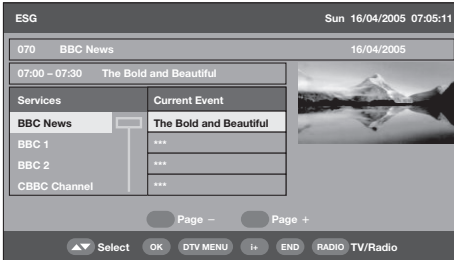 ESG Sun 16/04/2005 07:05:11
070 BBC News 16/04/2005
07:00 – 07:30 The Bold and Beautiful
Services Current Event
BBC News The Bold and Beautiful
BBC 1 ***
BBC 2 ***
CBBC Channel ***
Page – Page +
Select OK DTV MENU i+ END RADIO TV/Radio